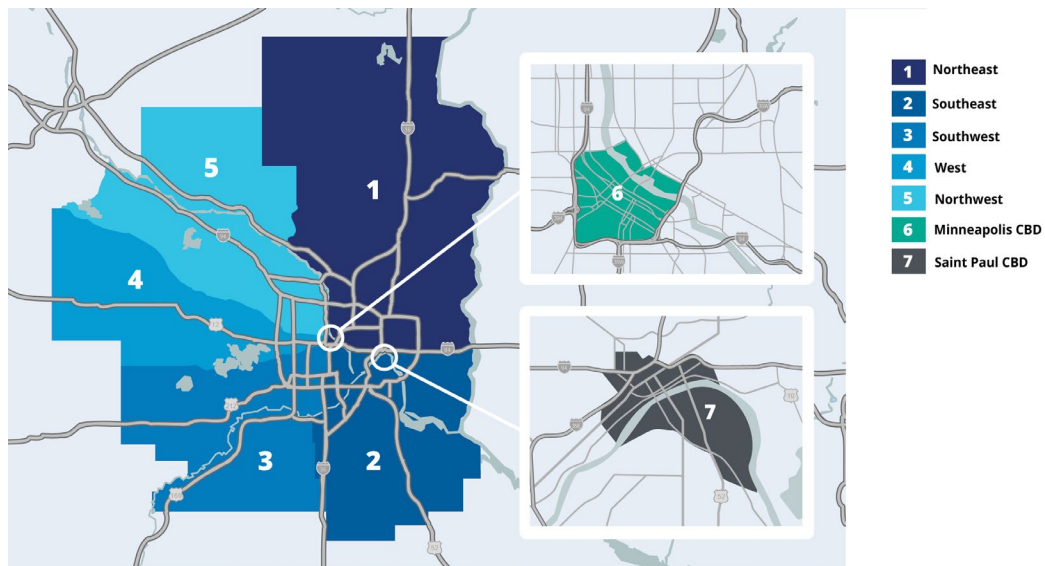 1 Northeast
2 Southeast
3 Southwest
4 West
5 Northwest
6 Minneapolis CBD
7 Saint Paul CBD
5
1
4
3
2
6
7